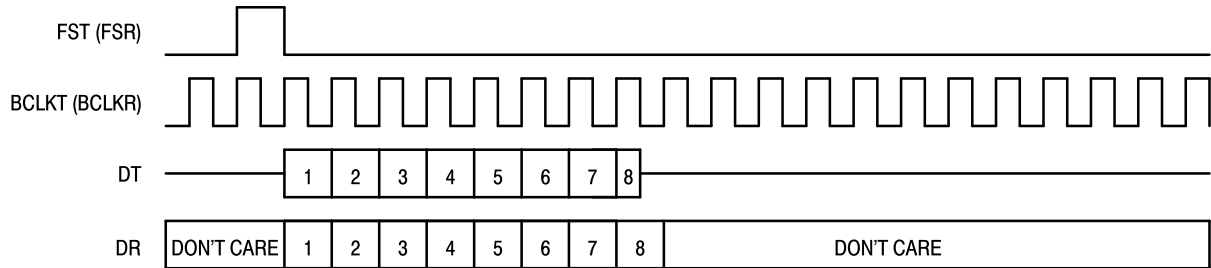 FST (FSR)
BCLKT (BCLKR)
DT 1 2 3 4 5 6 7 8
DR DON'T CARE 1 2 3 4 5 6 7 8 DON'T CARE